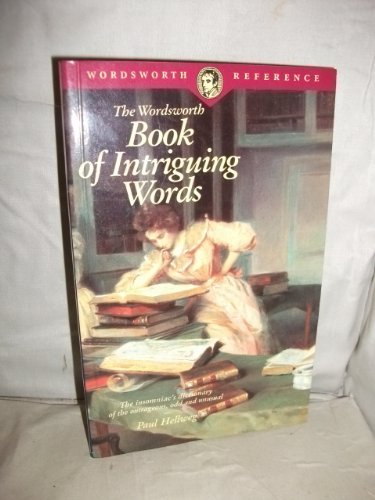 WORDSWORTH REFERENCE
The Wordsworth
Book
of Intriguing
Words
The insomniac's dictionary
of the outrageous, odd and unusual
Paul Hellweg